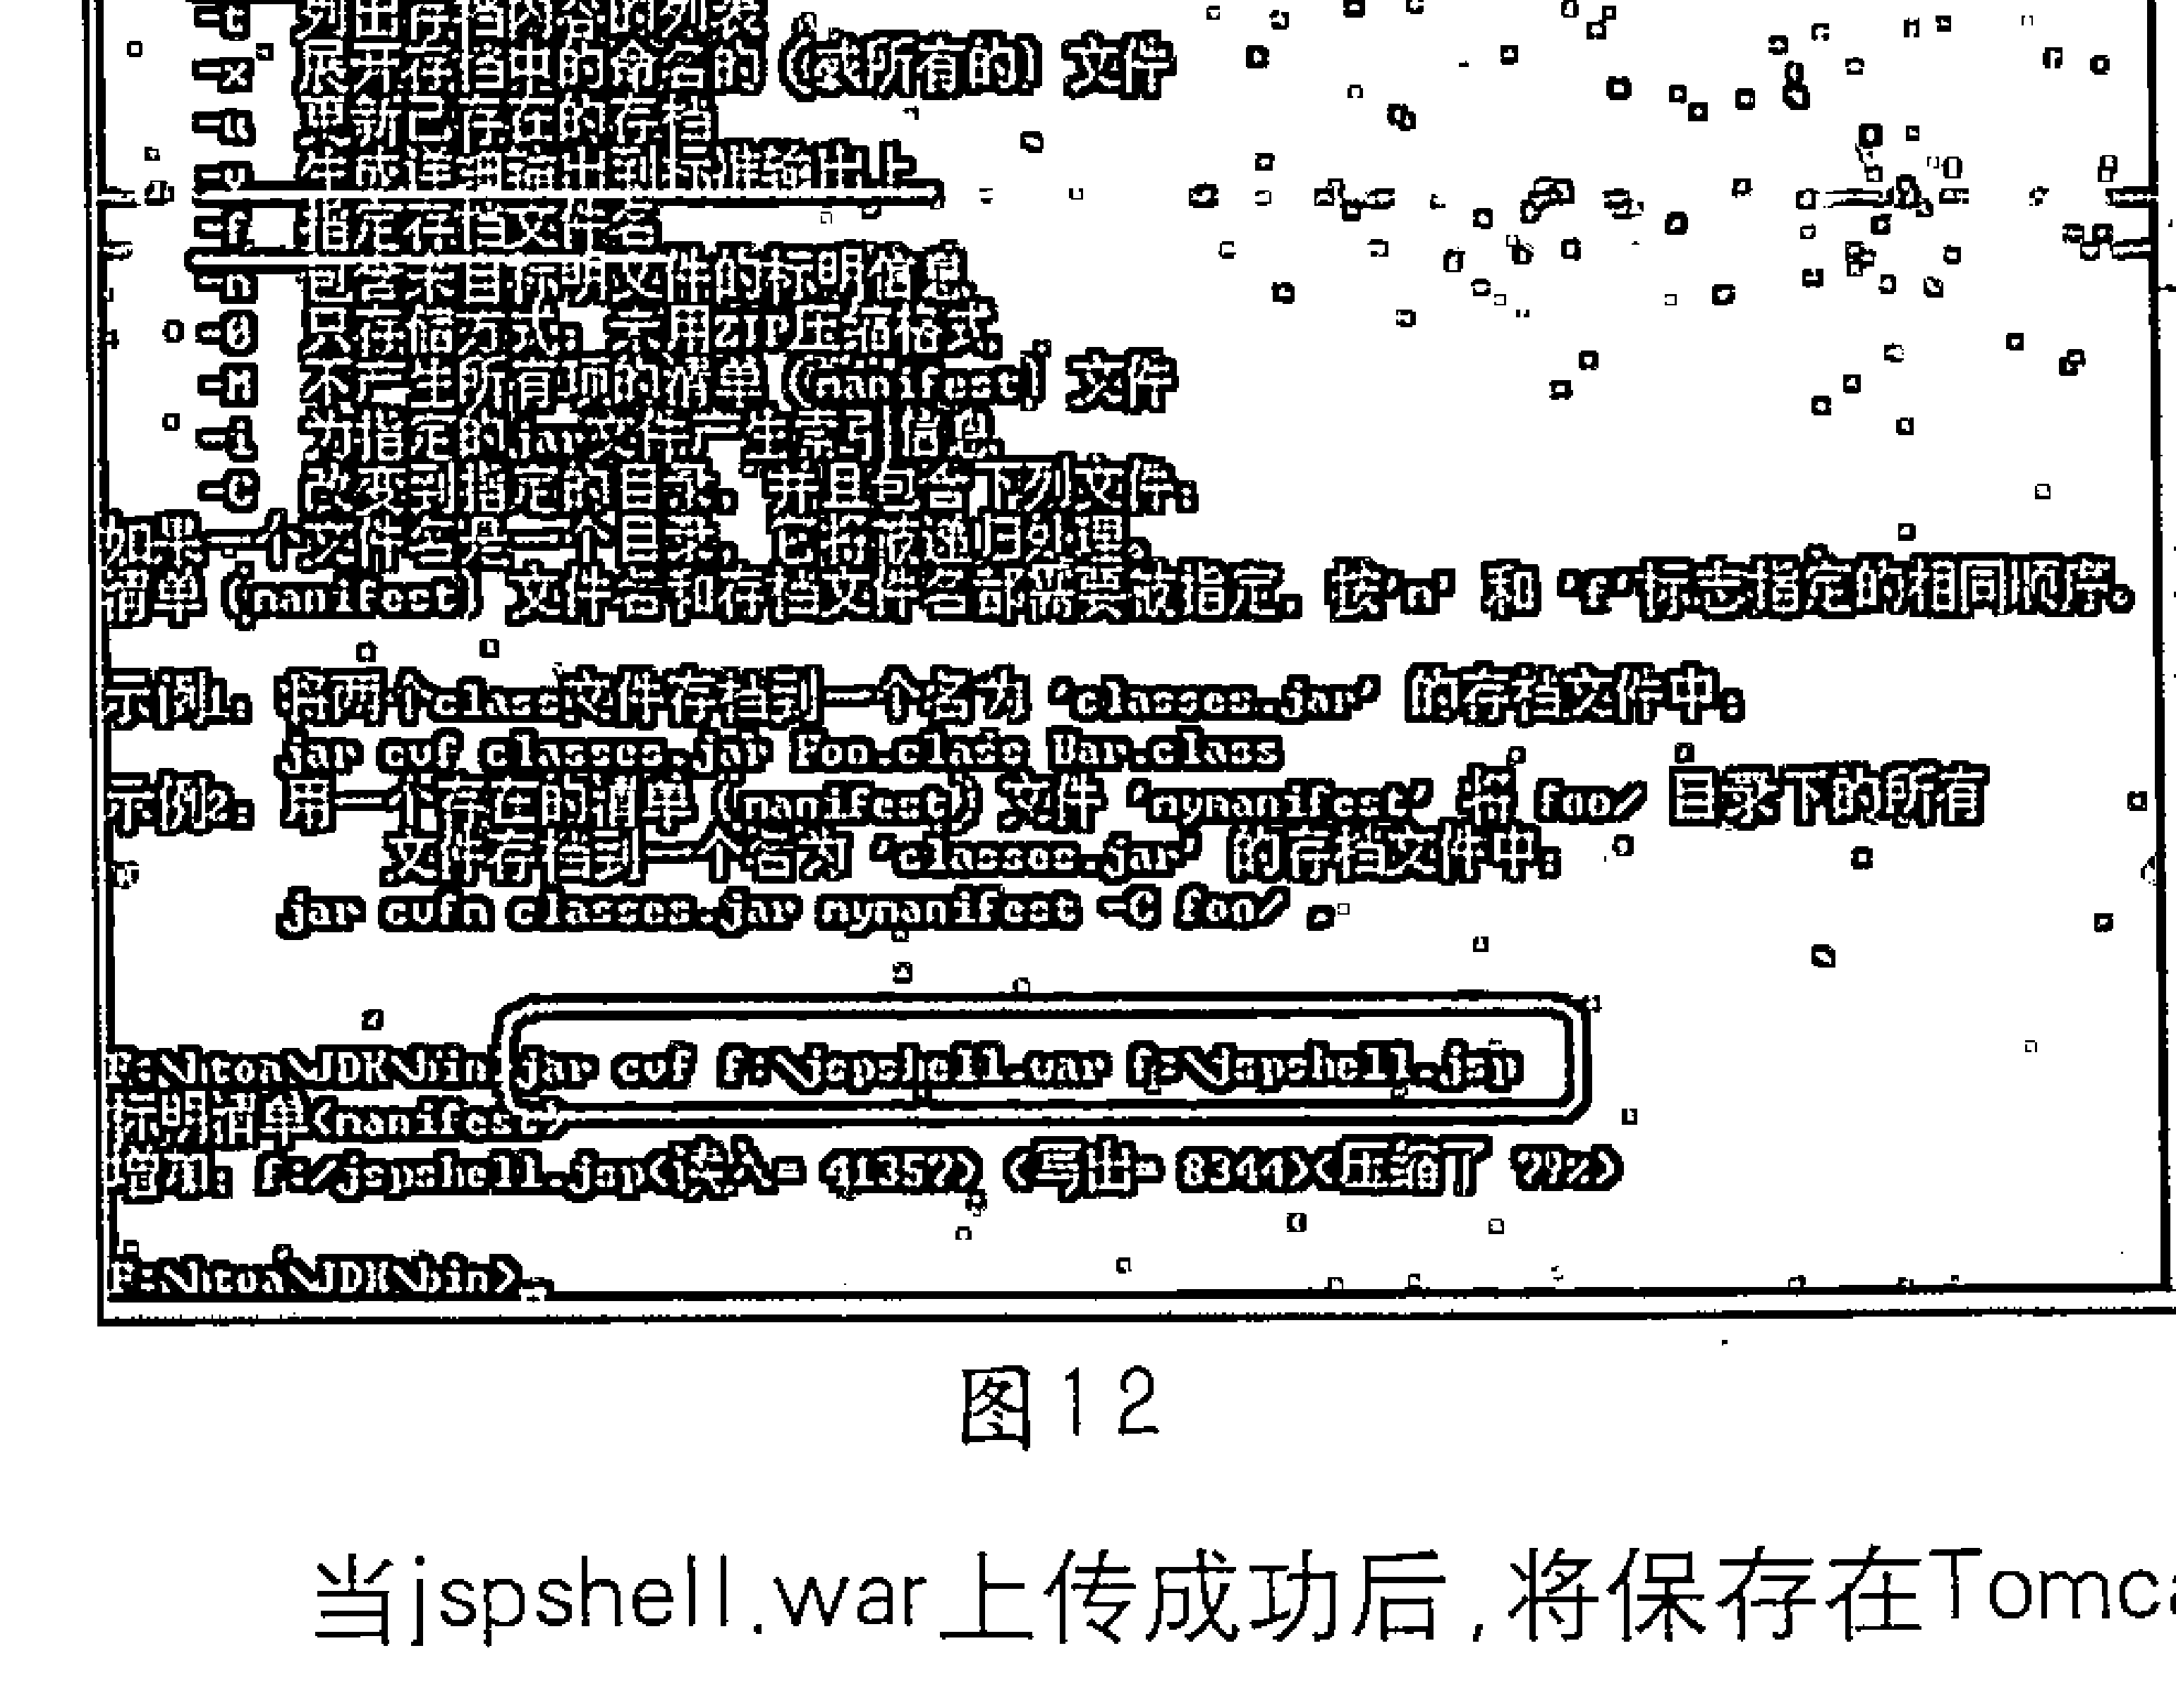 -t 列出存档内容的列表
-x 展开存档中的命名的(或所有的) 文件
-u 更新已存在的存档
-v 生成详细输出到标准输出上
-f 指定存档文件名
-m 包含来自标明文件的标明信息
-0 只存储方式; 未用ZIP压缩格式
-M 不产生所有项的清单(manifest) 文件
-i 为指定的jar文件产生索引信息
-C 改变到指定的目录, 并且包含下列文件:
如果一个文件名是一个目录, 它将被递归处理.
清单(manifest) 文件名和存档文件名都需要被指定, 按'm' 和 'f'标志指定的相同顺序.
示例1: 将两个class文件存档到一个名为 'classes.jar' 的存档文件中:
jar cvf classes.jar Foo.class Bar.class
示例2: 用一个存在的清单(manifest) 文件 'mymanifest' 将 foo/ 目录下的所有
文件存档到一个名为 'classes.jar' 的存档文件中:
jar cvfm classes.jar mymanifest -C foo/ .
F:\htoa\JDK\bin>jar cvf f:\jspshell.war f:\jspshell.jsp
标明清单(manifest)
增加: f:/jspshell.jsp(读入= 41357) (写出= 8344)(压缩了 79%)
F:\htoa\JDK\bin>_
图12
当jspshell.war上传成功后,将保存在Tomca